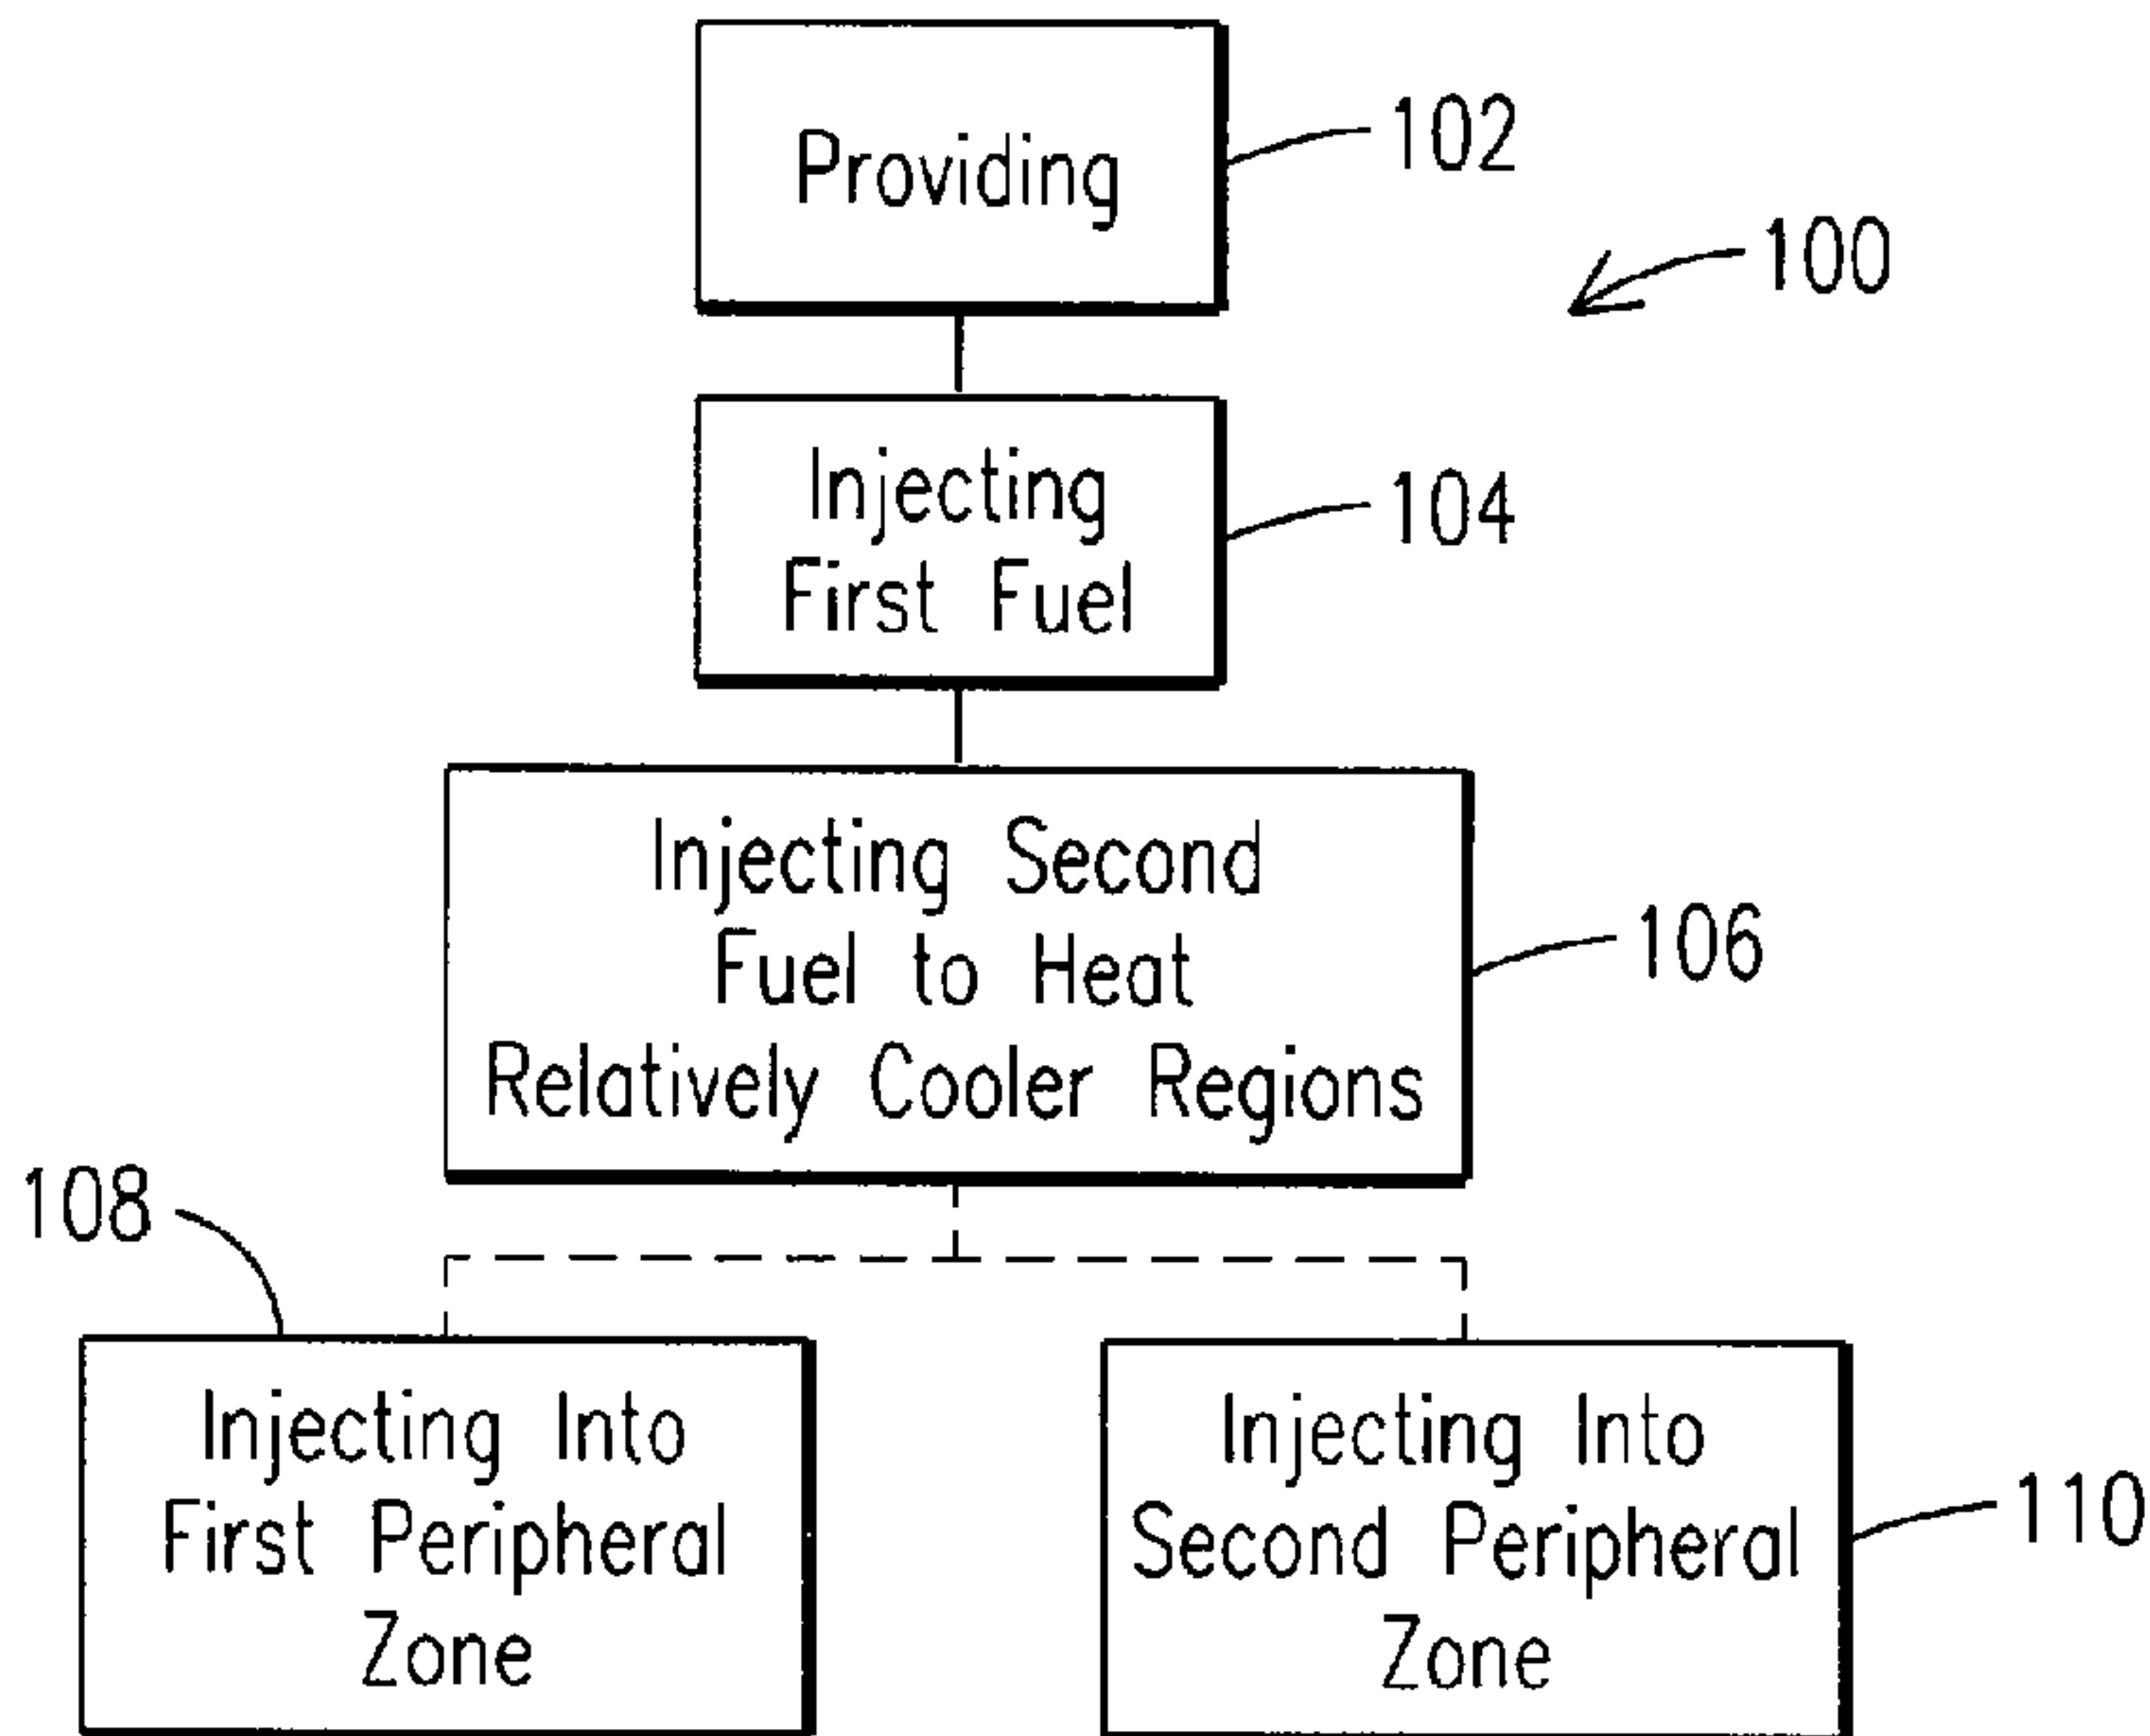 Providing
102
100
Injecting
First Fuel
104
Injecting Second
Fuel to Heat
Relatively Cooler Regions
106
108
Injecting Into
First Peripheral
Zone
Injecting Into
Second Peripheral
Zone
110